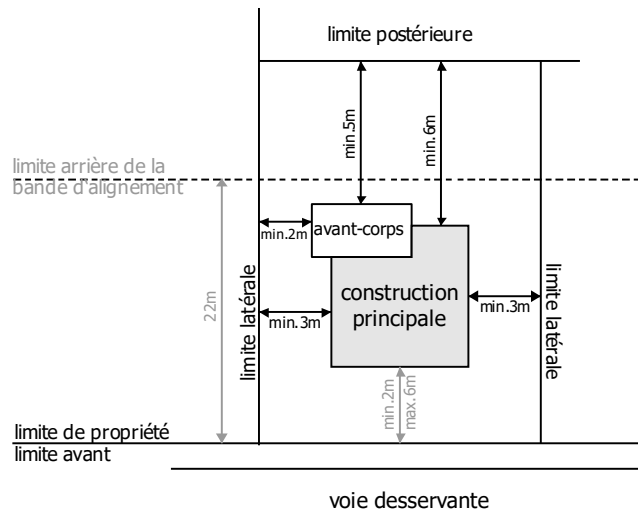 limite postérieure
min.5m
min.6m
limite arrière de la
bande d'alignement
avant-corps
min.2m
22m
limite latérale
min.3m
construction
principale
min.3m
limite latérale
min.2m
max.6m
limite de propriété
limite avant
voie desservante